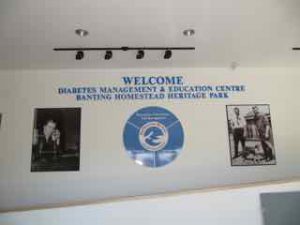 WELCOME
DIABETES MANAGEMENT & EDUCATION CENTRE
BANTING HOMESTEAD HERITAGE PARK